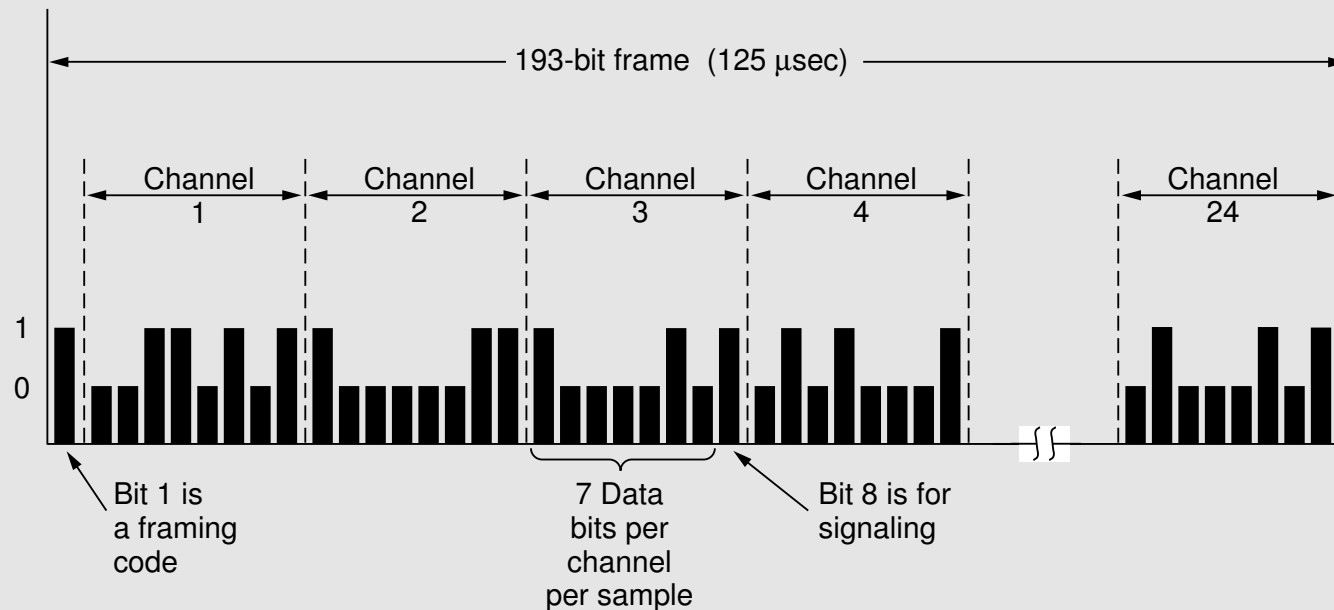 193-bit frame (125 μsec)
Channel
1
Channel
2
Channel
3
Channel
4
Channel
24
1
0
Bit 1 is
a framing
code
7 Data
bits per
channel
per sample
Bit 8 is for
signaling